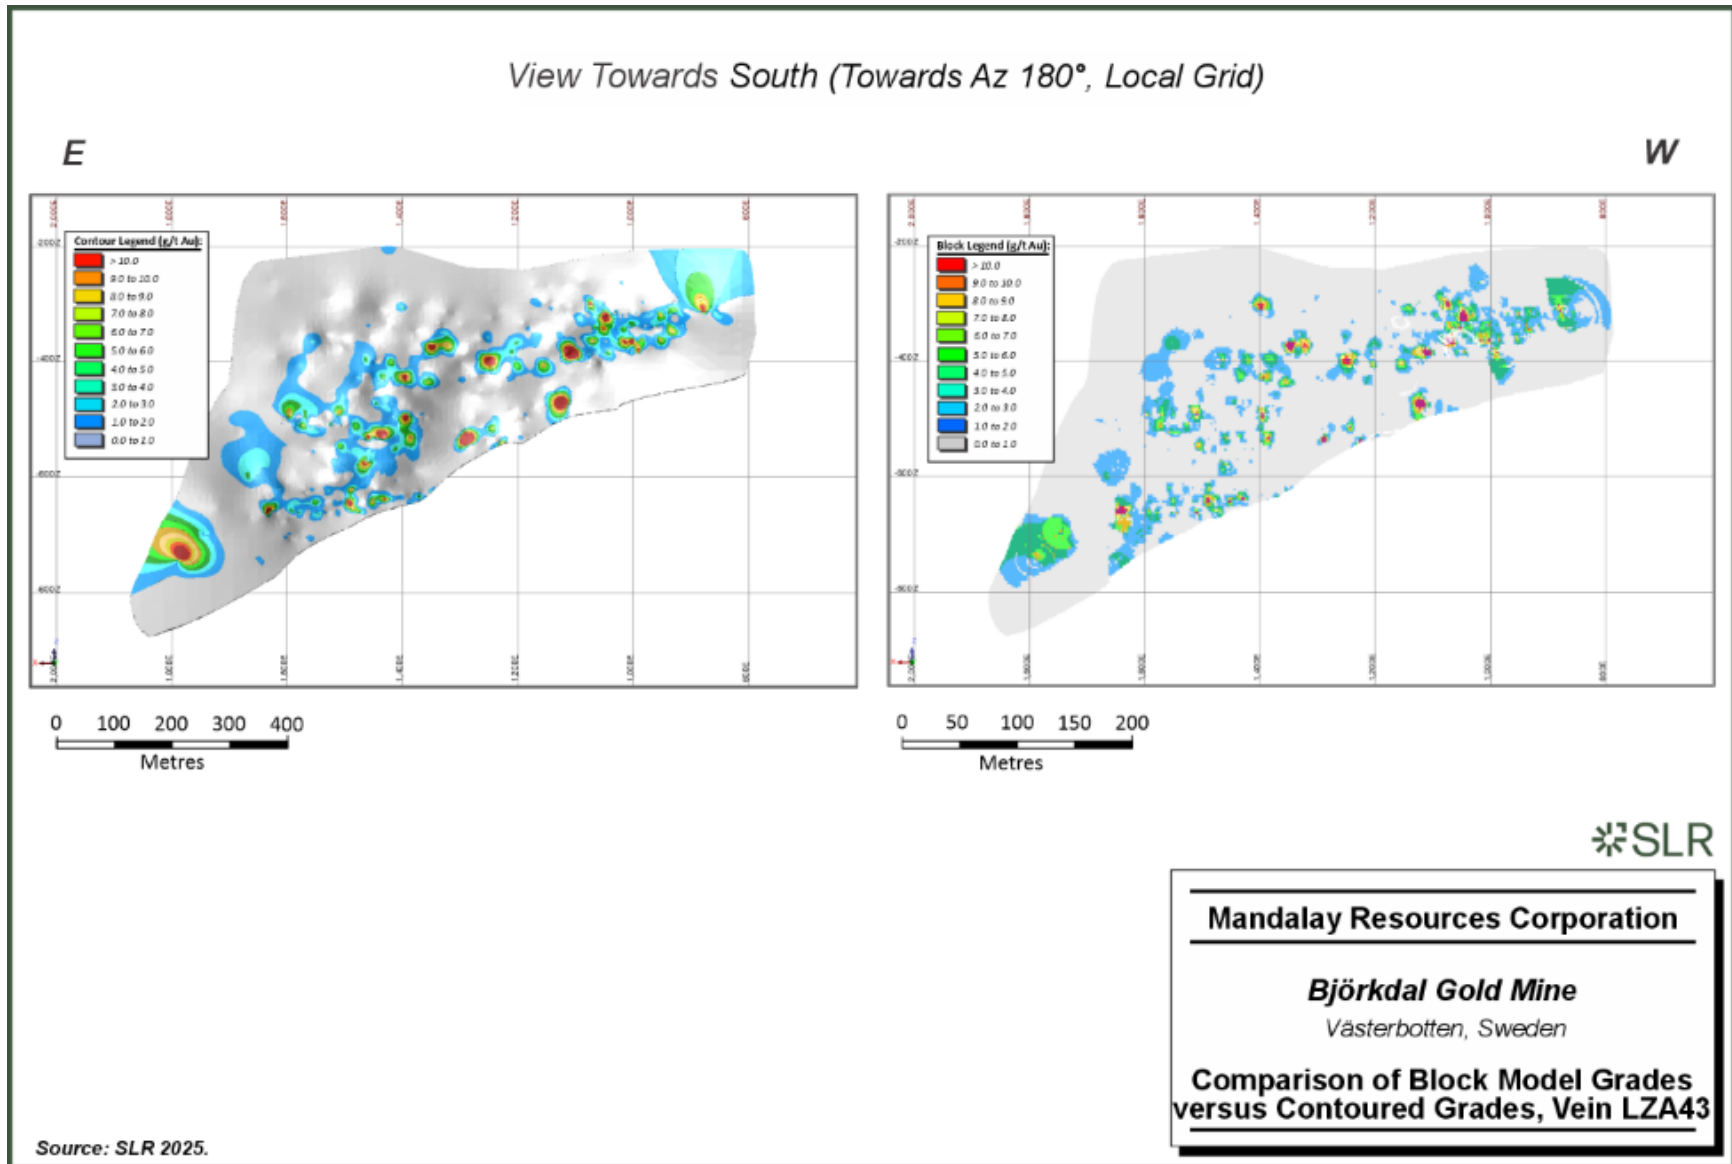 View Towards South (Towards Az 180°, Local Grid)
E
W
Contour Legend (g/t Au):
> 10.0
9.0 to 10.0
8.0 to 9.0
7.0 to 8.0
6.0 to 7.0
5.0 to 6.0
4.0 to 5.0
3.0 to 4.0
2.0 to 3.0
1.0 to 2.0
0.0 to 1.0
Block Legend (g/t Au):
> 10.0
9.0 to 10.0
8.0 to 9.0
7.0 to 8.0
6.0 to 7.0
5.0 to 6.0
4.0 to 5.0
3.0 to 4.0
2.0 to 3.0
1.0 to 2.0
0.0 to 1.0
0 100 200 300 400
Metres
0 50 100 150 200
Metres
SLR
Mandalay Resources Corporation
Björkdal Gold Mine
Västerbotten, Sweden
Comparison of Block Model Grades
versus Contoured Grades, Vein LZA43
Source: SLR 2025.